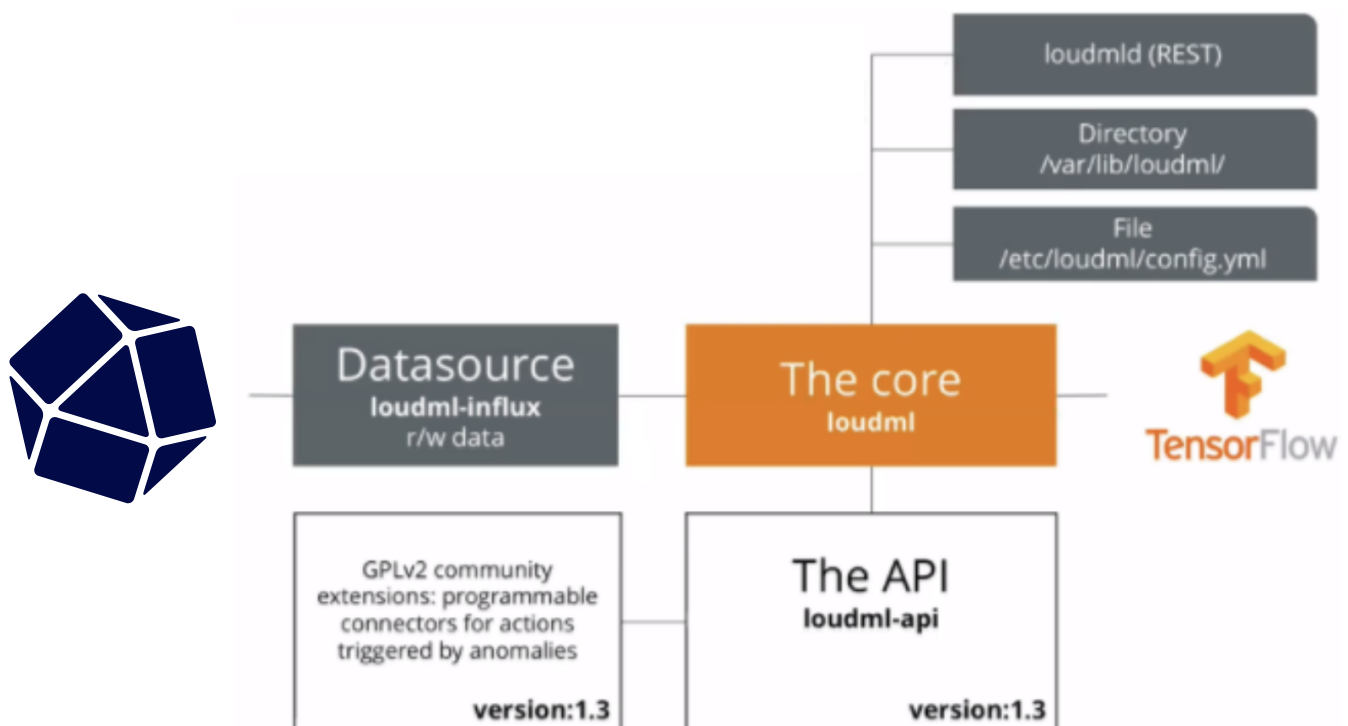 loudmld (REST)
Directory
/var/lib/loudml/
File
/etc/loudml/config.yml
Datasource
loudml-influx
r/w data
The core
loudml
TensorFlow
GPLv2 community
extensions: programmable
connectors for actions
triggered by anomalies
version:1.3
The API
loudml-api
version:1.3